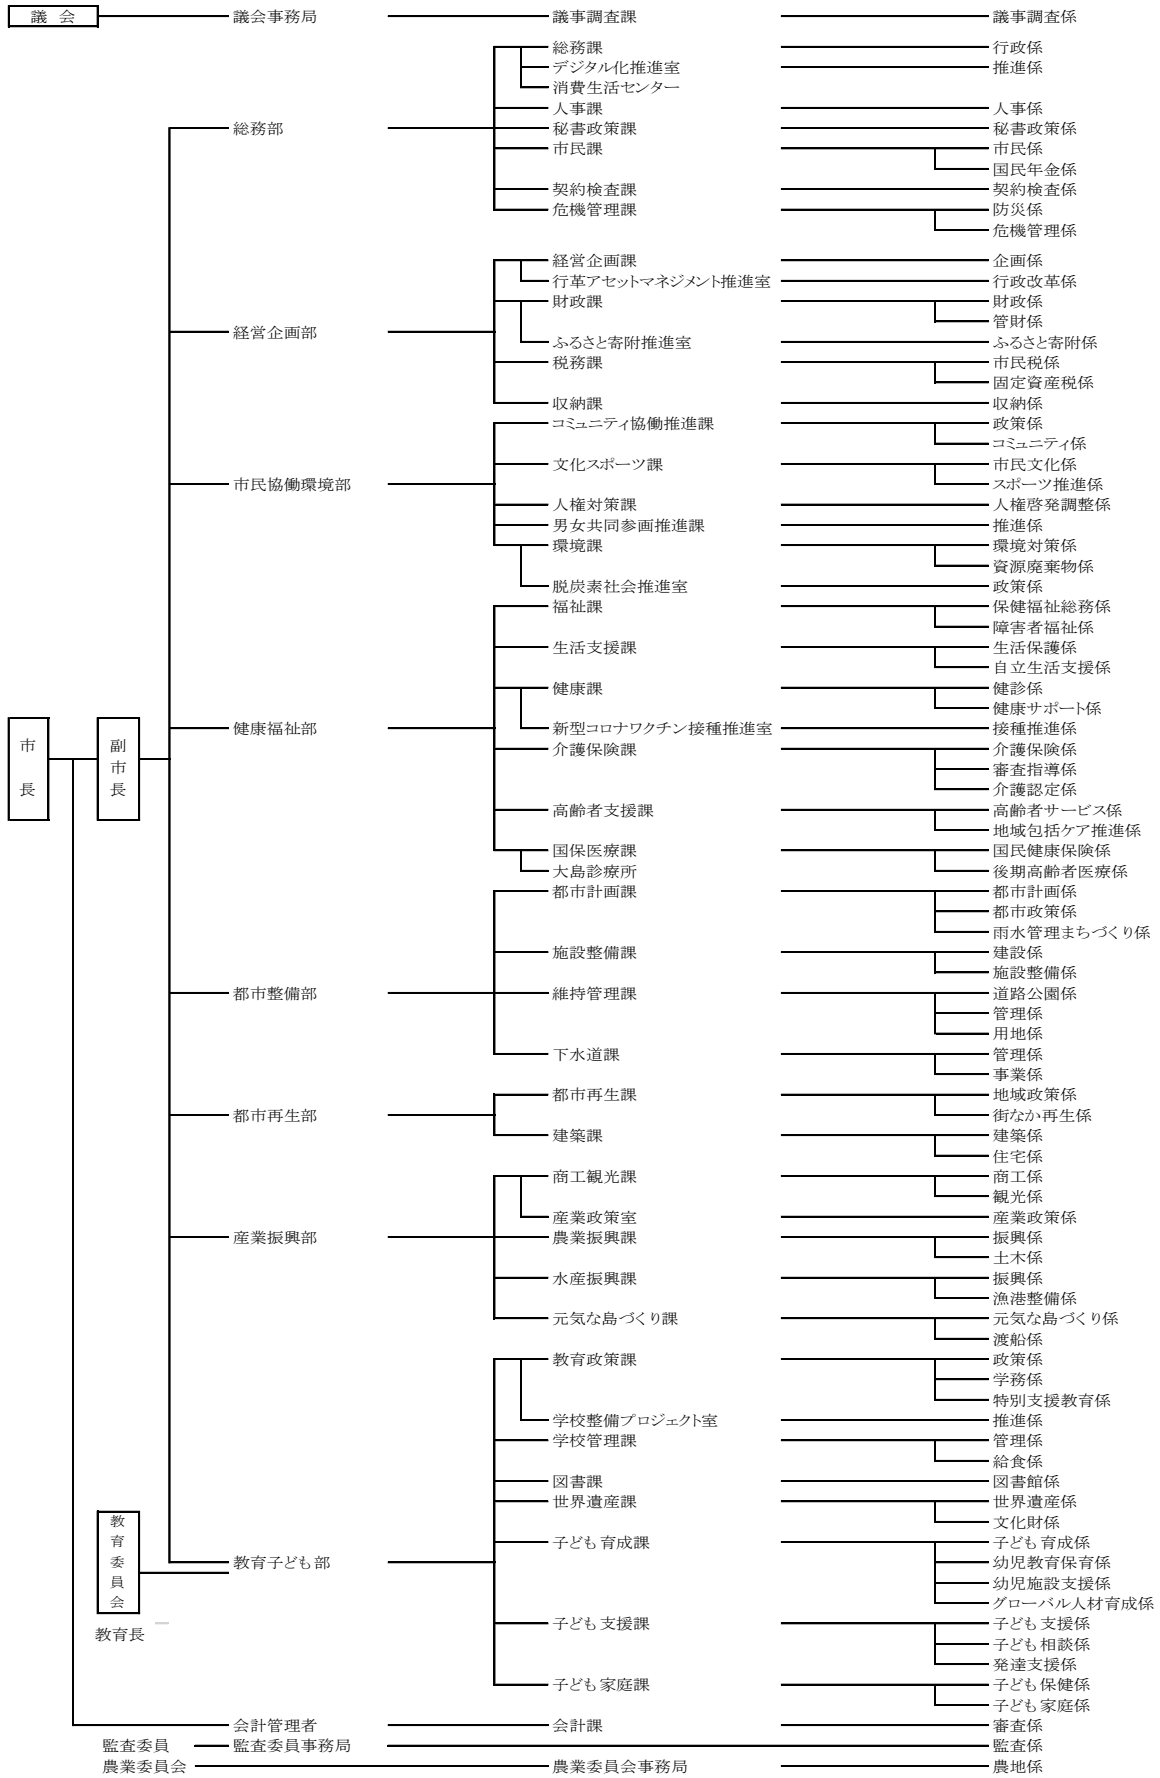 議会 議会事務局 議事調査課 議事調査係
総務課 行政係
デジタル化推進室 推進係
消費生活センター
人事課 人事係
総務部 秘書政策課 秘書政策係
市民課 市民係
国民年金係
契約検査課 契約検査係
危機管理課 防災係
危機管理係
経営企画課 企画係
行革アセットマネジメント推進室 行政改革係
財政課 財政係
経営企画部 管財係
ふるさと寄附推進室 ふるさと寄附係
税務課 市民税係
固定資産税係
収納課 収納係
コミュニティ協働推進課 政策係
コミュニティ係
文化スポーツ課 市民文化係
市民協働環境部 スポーツ推進係
人権対策課 人権啓発調整係
男女共同参画推進課 推進係
環境課 環境対策係
資源廃棄物係
脱炭素社会推進室 政策係
福祉課 保健福祉総務係
障害者福祉係
生活支援課 生活保護係
自立生活支援係
健康課 健診係
健康サポート係
健康福祉部 新型コロナワクチン接種推進室 接種推進係
市長 副市長 介護保険課 介護保険係
審査指導係
介護認定係
高齢者支援課 高齢者サービス係
地域包括ケア推進係
国保医療課 国民健康保険係
大島診療所 後期高齢者医療係
都市計画課 都市計画係
都市政策係
雨水管理まちづくり係
施設整備課 建設係
施設整備係
都市整備部 維持管理課 道路公園係
管理係
用地係
下水道課 管理係
事業係
都市再生課 地域政策係
都市再生部 街なか再生係
建築課 建築係
住宅係
商工観光課 商工係
観光係
産業政策室 産業政策係
産業振興部 農業振興課 振興係
土木係
水産振興課 振興係
漁港整備係
元気な島づくり課 元気な島づくり係
渡船係
教育政策課 政策係
学務係
特別支援教育係
学校整備プロジェクト室 推進係
学校管理課 管理係
給食係
図書課 図書館係
世界遺産課 世界遺産係
文化財係
子ども育成課 子ども育成係
教育委員会 教育子ども部 幼児教育保育係
幼児施設支援係
グローバル人材育成係
子ども支援課 子ども支援係
教育長 子ども相談係
発達支援係
子ども家庭課 子ども保健係
子ども家庭係
会計管理者 会計課 審査係
監査委員 監査委員事務局 監査係
農業委員会 農業委員会事務局 農地係